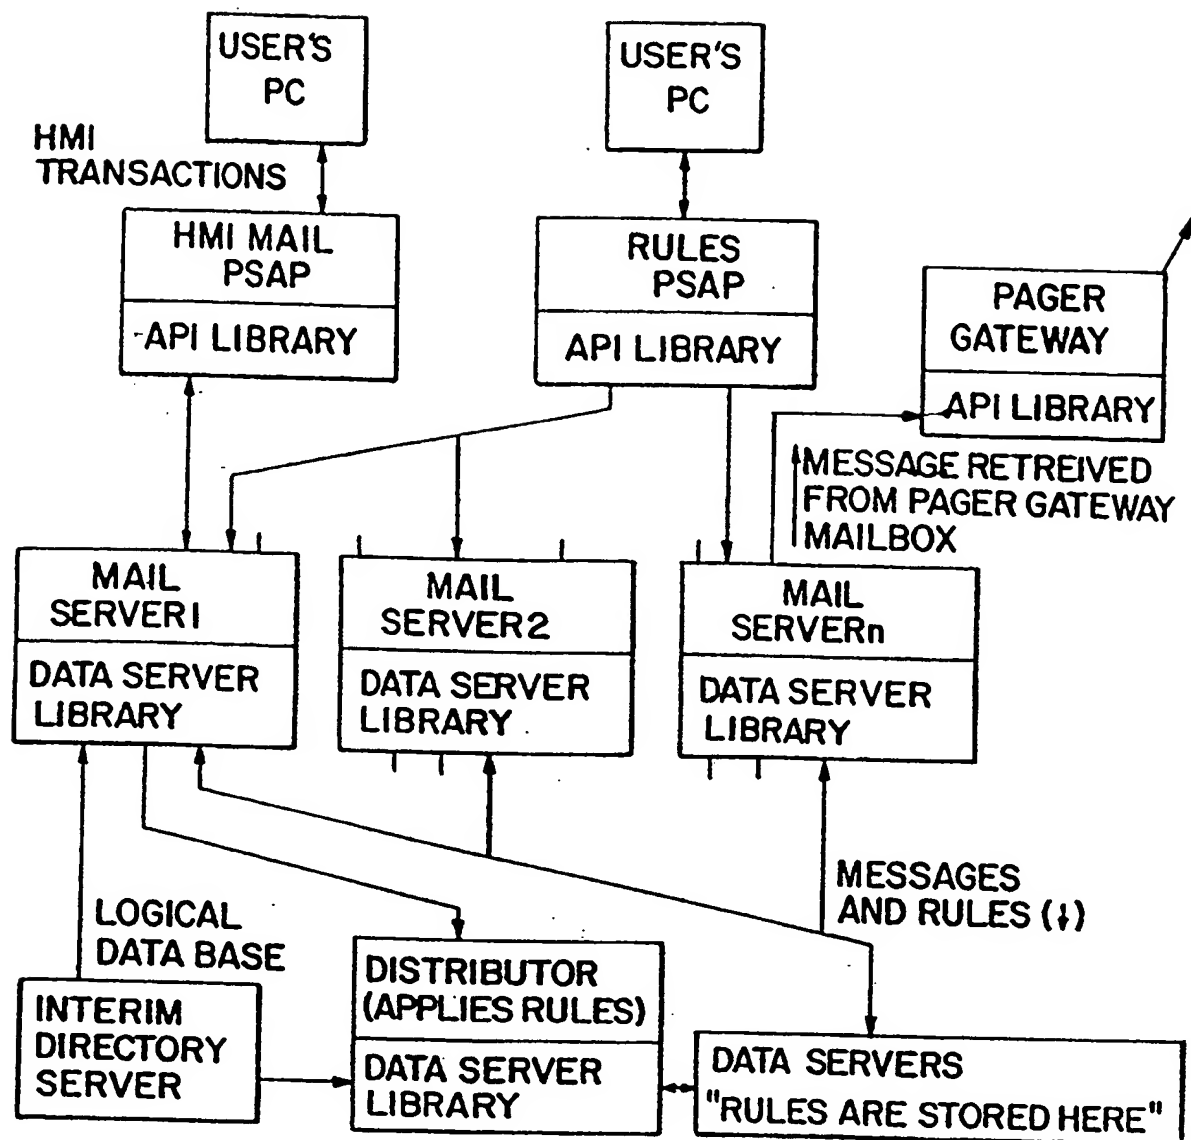 USER'S
PC
USER'S
PC
HMI
TRANSACTIONS
HMI MAIL
PSAP
API LIBRARY
RULES
PSAP
API LIBRARY
PAGER
GATEWAY
API LIBRARY
MESSAGE RETREIVED
FROM PAGER GATEWAY
MAILBOX
MAIL
SERVER1
DATA SERVER
LIBRARY
MAIL
SERVER2
DATA SERVER
LIBRARY
MAIL
SERVERn
DATA SERVER
LIBRARY
MESSAGES
AND RULES (↓)
LOGICAL
DATA BASE
INTERIM
DIRECTORY
SERVER
DISTRIBUTOR
(APPLIES RULES)
DATA SERVER
LIBRARY
DATA SERVERS
"RULES ARE STORED HERE"